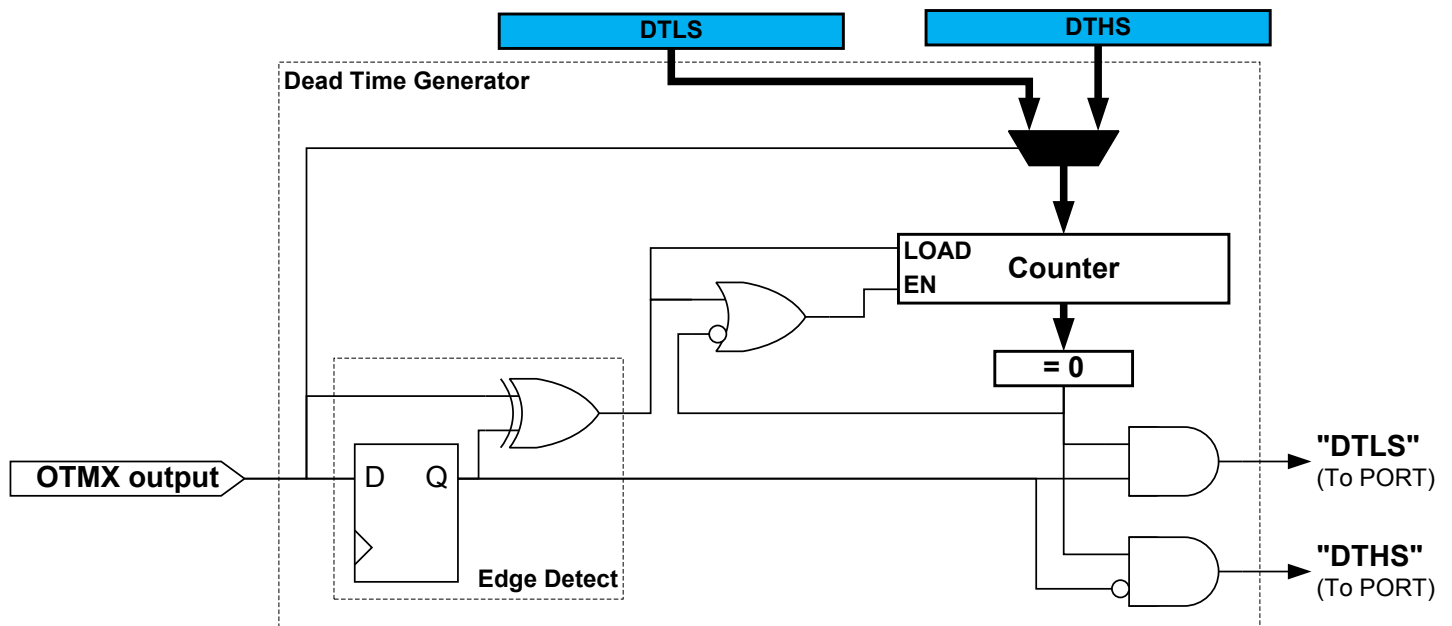 DTLS
DTHS
Dead Time Generator
LOAD
Counter
EN
= 0
"DTLS"
(To PORT)
OTMX output
D
Q
"DTHS"
(To PORT)
Edge Detect